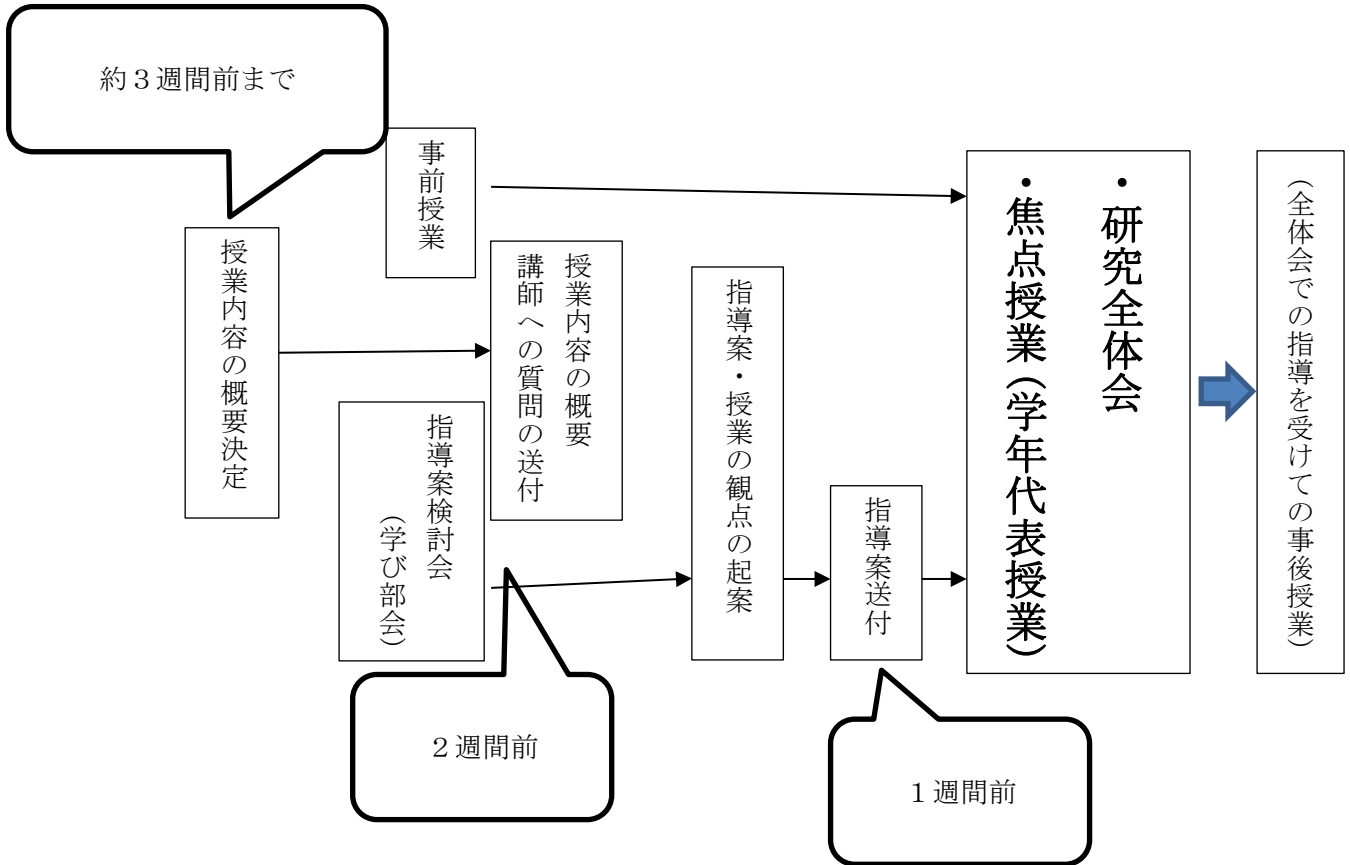 約３週間前まで
事前授業
授業内容の概要決定
授業内容の概要
講師への質問の送付
指導案検討会
（学び部会）
２週間前
指導案・授業の観点の起案
指導案送付
１週間前
・研究全体会
・焦点授業（学年代表授業）
（全体会での指導を受けての事後授業）